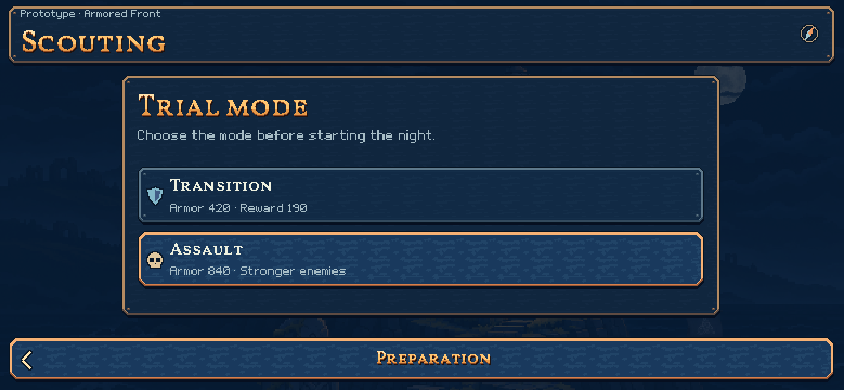 Prototype · Armored Front
Scouting
Trial mode
Choose the mode before starting the night.
Transition
Armor 420 · Reward 190
Assault
Armor 840 · Stronger enemies
Preparation